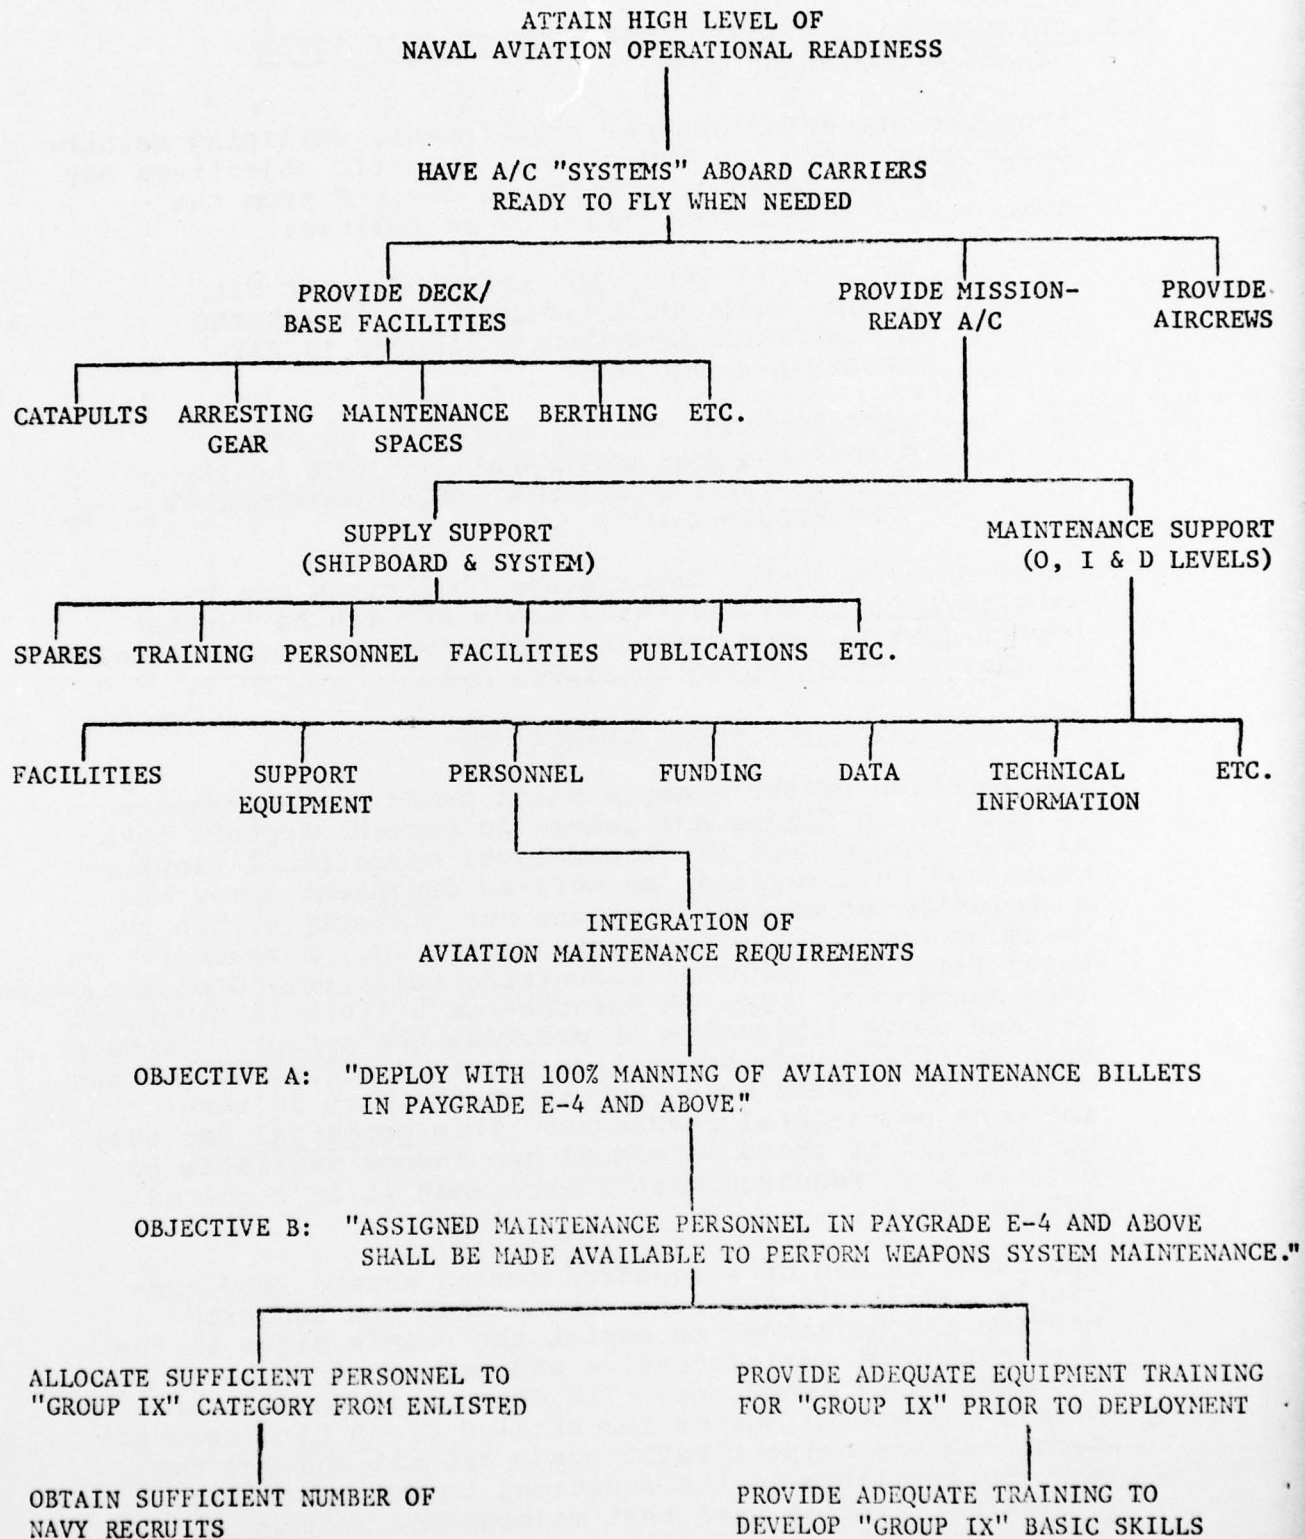 ATTAIN HIGH LEVEL OF
NAVAL AVIATION OPERATIONAL READINESS
HAVE A/C "SYSTEMS" ABOARD CARRIERS
READY TO FLY WHEN NEEDED
PROVIDE DECK/
BASE FACILITIES
PROVIDE MISSION-
READY A/C
PROVIDE
AIRCREWS
CATAPULTS
ARRESTING
GEAR
MAINTENANCE
SPACES
BERTHING
ETC.
SUPPLY SUPPORT
(SHIPBOARD & SYSTEM)
MAINTENANCE SUPPORT
(O, I & D LEVELS)
SPARES
TRAINING
PERSONNEL
FACILITIES
PUBLICATIONS
ETC.
FACILITIES
SUPPORT
EQUIPMENT
PERSONNEL
FUNDING
DATA
TECHNICAL
INFORMATION
ETC.
INTEGRATION OF
AVIATION MAINTENANCE REQUIREMENTS
OBJECTIVE A: "DEPLOY WITH 100% MANNING OF AVIATION MAINTENANCE BILLETS
IN PAYGRADE E-4 AND ABOVE."
OBJECTIVE B: "ASSIGNED MAINTENANCE PERSONNEL IN PAYGRADE E-4 AND ABOVE
SHALL BE MADE AVAILABLE TO PERFORM WEAPONS SYSTEM MAINTENANCE."
ALLOCATE SUFFICIENT PERSONNEL TO
"GROUP IX" CATEGORY FROM ENLISTED
PROVIDE ADEQUATE EQUIPMENT TRAINING
FOR "GROUP IX" PRIOR TO DEPLOYMENT
OBTAIN SUFFICIENT NUMBER OF
NAVY RECRUITS
PROVIDE ADEQUATE TRAINING TO
DEVELOP "GROUP IX" BASIC SKILLS